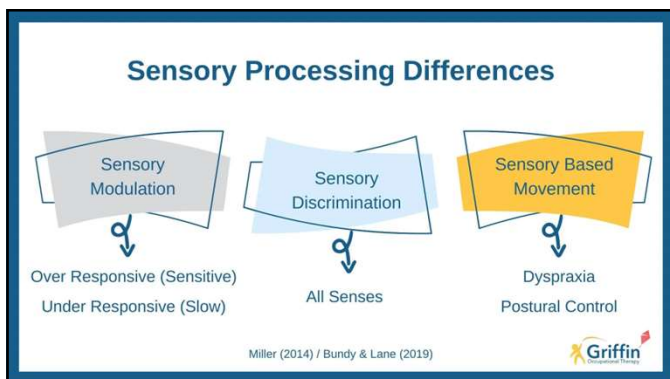 Sensory Processing Differences
Sensory
Modulation
Over Responsive (Sensitive)
Under Responsive (Slow)
Sensory
Discrimination
All Senses
Sensory Based
Movement
Dyspraxia
Postural Control
Miller (2014) / Bundy & Lane (2019)
Griffin
Occupational Therapy